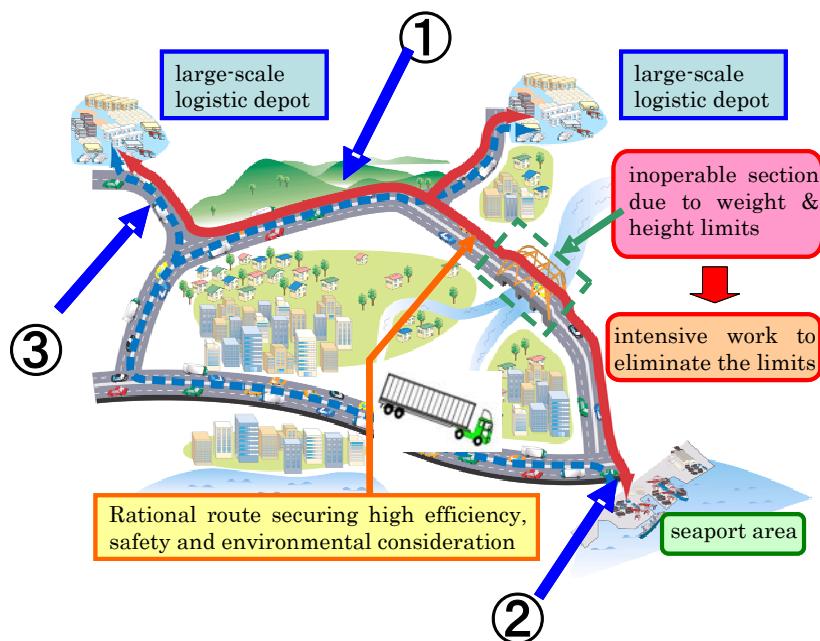 ①
large-scale
logistic depot
large-scale
logistic depot
inoperable section
due to weight &
height limits
③
intensive work to
eliminate the limits
Rational route securing high efficiency,
safety and environmental consideration
seaport area
②